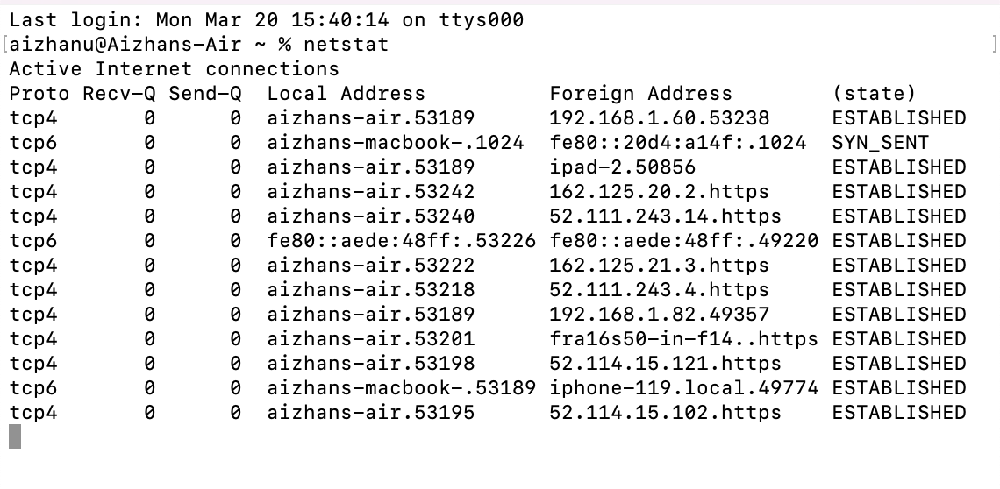 Last login: Mon Mar 20 15:40:14 on ttys000
[aizhanu@Aizhans-Air ~ % netstat ]
Active Internet connections
Proto Recv-Q Send-Q  Local Address          Foreign Address        (state)
tcp4       0      0  aizhans-air.53189      192.168.1.60.53238     ESTABLISHED
tcp6       0      0  aizhans-macbook-.1024  fe80::20d4:a14f:.1024  SYN_SENT
tcp4       0      0  aizhans-air.53189      ipad-2.50856           ESTABLISHED
tcp4       0      0  aizhans-air.53242      162.125.20.2.https     ESTABLISHED
tcp4       0      0  aizhans-air.53240      52.111.243.14.https    ESTABLISHED
tcp6       0      0  fe80::aede:48ff:.53226 fe80::aede:48ff:.49220 ESTABLISHED
tcp4       0      0  aizhans-air.53222      162.125.21.3.https     ESTABLISHED
tcp4       0      0  aizhans-air.53218      52.111.243.4.https     ESTABLISHED
tcp4       0      0  aizhans-air.53189      192.168.1.82.49357     ESTABLISHED
tcp4       0      0  aizhans-air.53201      fra16s50-in-f14..https ESTABLISHED
tcp4       0      0  aizhans-air.53198      52.114.15.121.https    ESTABLISHED
tcp6       0      0  aizhans-macbook-.53189 iphone-119.local.49774 ESTABLISHED
tcp4       0      0  aizhans-air.53195      52.114.15.102.https    ESTABLISHED